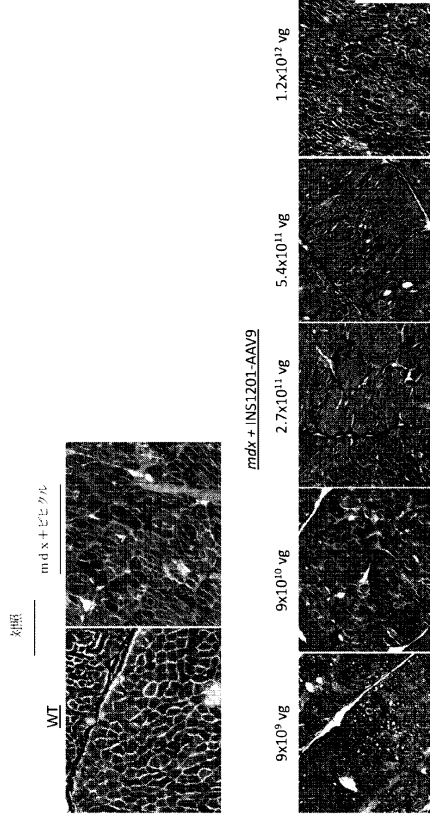 対照
WT
mdx+ビヒクル
mdx + INS1201-AAV9
9x10⁹ vg
9x10¹⁰ vg
2.7x10¹¹ vg
5.4x10¹¹ vg
1.2x10¹² vg